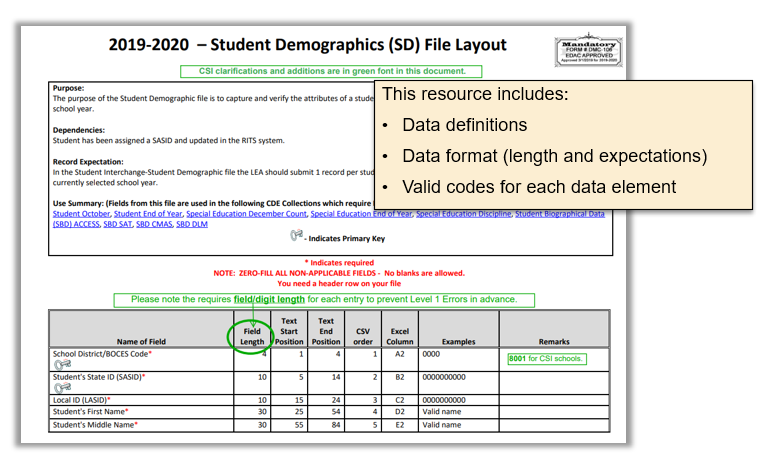 2019-2020 – Student Demographics (SD) File Layout
Mandatory
FORM # DMC-106
EDAC APPROVED
CSI clarifications and additions are in green font in this document.
Purpose:
The purpose of the Student Demographic file is to capture and verify the attributes of a stude
school year.
Dependencies:
Student has been assigned a SASID and updated in the RITS system.
Record Expectation:
In the Student Interchange-Student Demographic file the LEA should submit 1 record per stud
currently selected school year.
Use Summary: (Fields from this file are used in the following CDE Collections which require
Student October, Student End of Year, Special Education December Count, Special Education End of Year, Special Education Discipline, Student Biographical Data
(SBD) ACCESS, SBD SAT, SBD CMAS, SBD DLM
- Indicates Primary Key
This resource includes:
• Data definitions
• Data format (length and expectations)
• Valid codes for each data element
* Indicates required
NOTE: ZERO-FILL ALL NON-APPLICABLE FIELDS - No blanks are allowed.
You need a header row on your file
Please note the requires field/digit length for each entry to prevent Level 1 Errors in advance.
Name of Field Field Length Text Start Position Text End Position CSV order Excel Column Examples Remarks
School District/BOCES Code* 4 1 4 1 A2 0000 8001 for CSI schools.
Student's State ID (SASID)* 10 5 14 2 B2 0000000000
Local ID (LASID)* 10 15 24 3 C2 0000000000
Student's First Name* 30 25 54 4 D2 Valid name
Student's Middle Name* 30 55 84 5 E2 Valid name